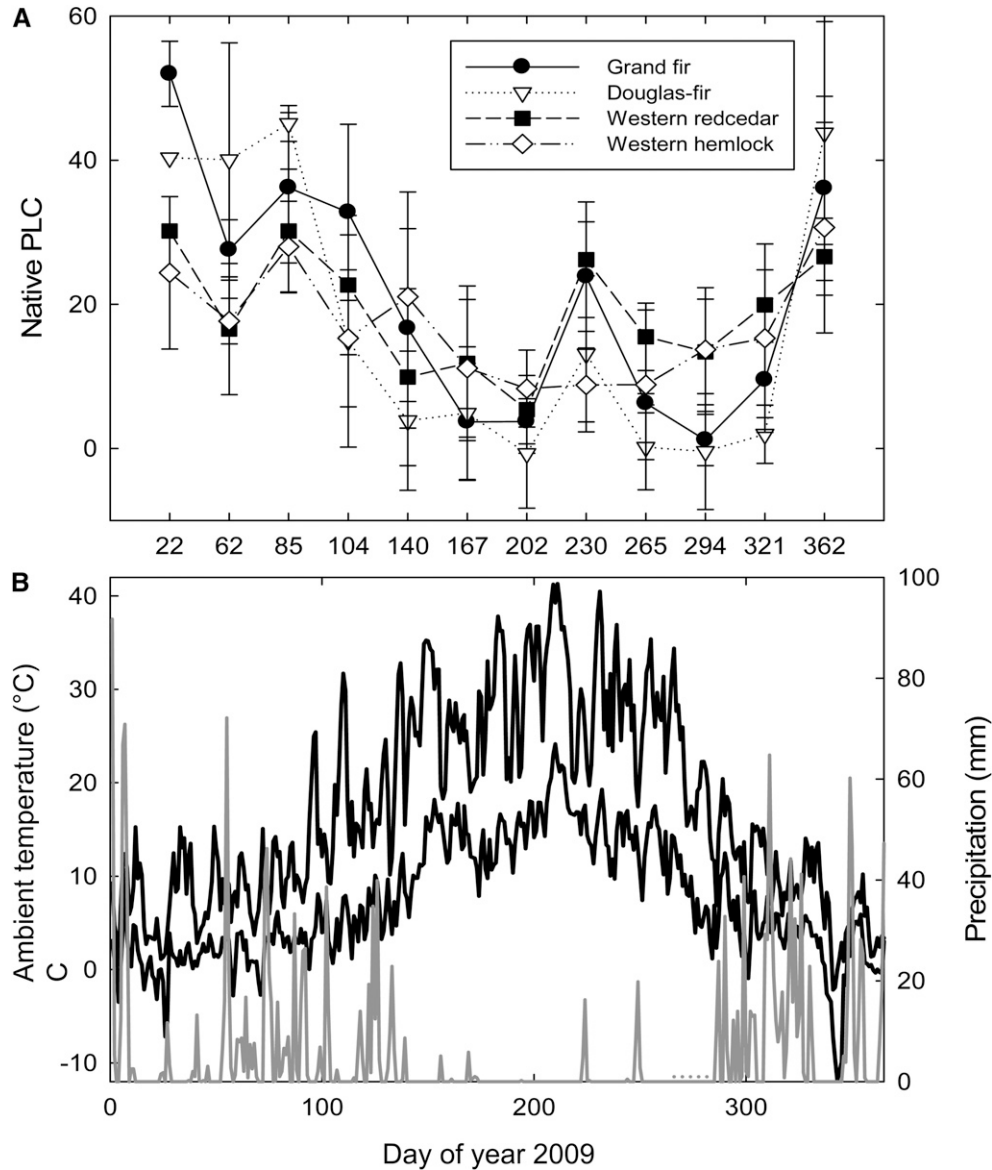 A
60
40
20
0
Native PLC
Grand fir
Douglas-fir
Western redcedar
Western hemlock
22 62 85 104 140 167 202 230 265 294 321 362
B
40
30
20
10
0
-10
Ambient temperature (°C)
C
100
80
60
40
20
0
Precipitation (mm)
0 100 200 300
Day of year 2009